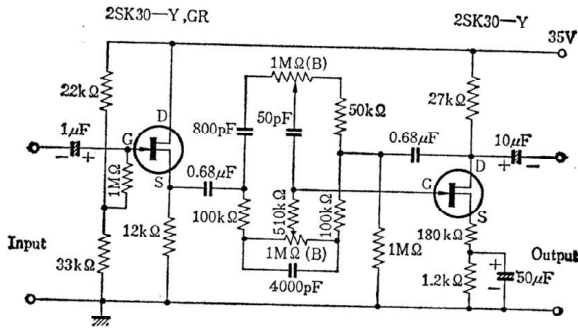 2SK30—Y,GR
2SK30—Y
35V
22kΩ
1MΩ(B)
27kΩ
D
50kΩ
1μF
800pF
50pF
0.68μF
10μF
G
− +
+ −
D
S
0.68μF
G
1MΩ
S
100kΩ
510kΩ
100kΩ
180kΩ
Input
12kΩ
1MΩ
Output
33kΩ
1MΩ (B)
+
−
1.2kΩ
50μF
4000pF